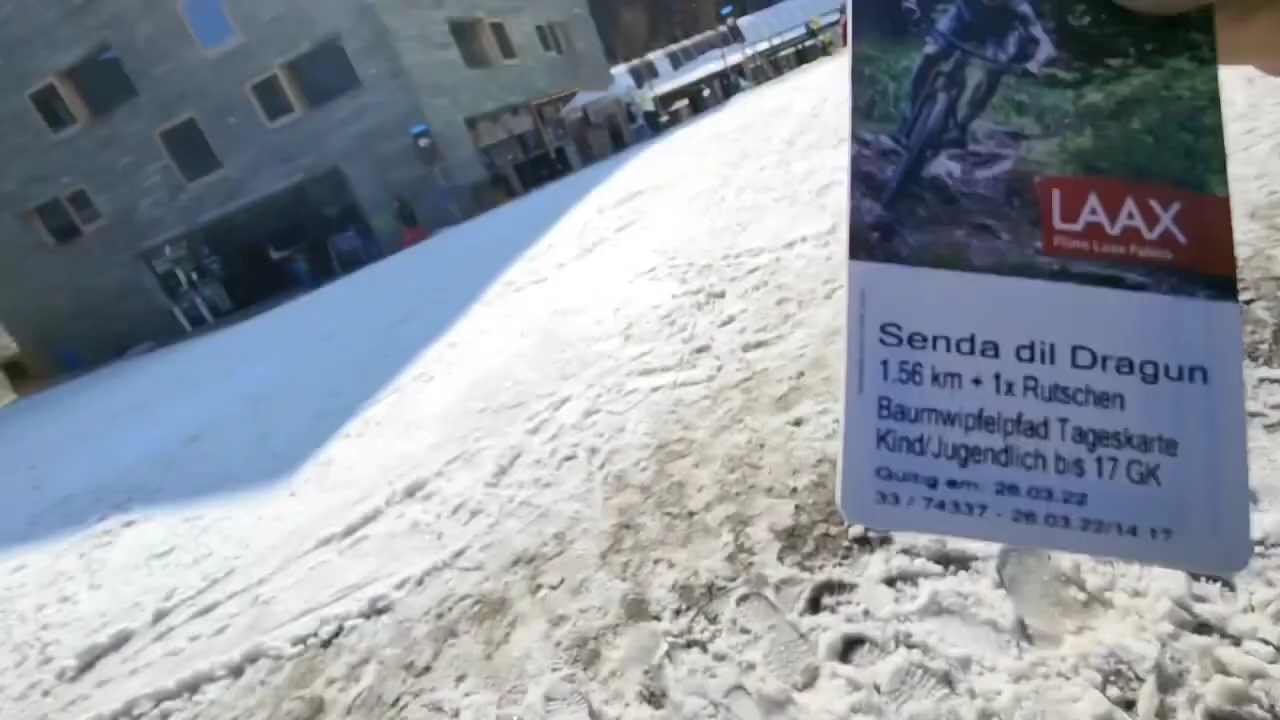 LAAX
Flims Laax Falera
Senda dil Dragun
1.56 km + 1x Rutschen
Baumwipfelpfad Tageskarte
Kind/Jugendlich bis 17 GK
Gültig am: 26.03.22
33 / 74337 - 26.03.22/14:17